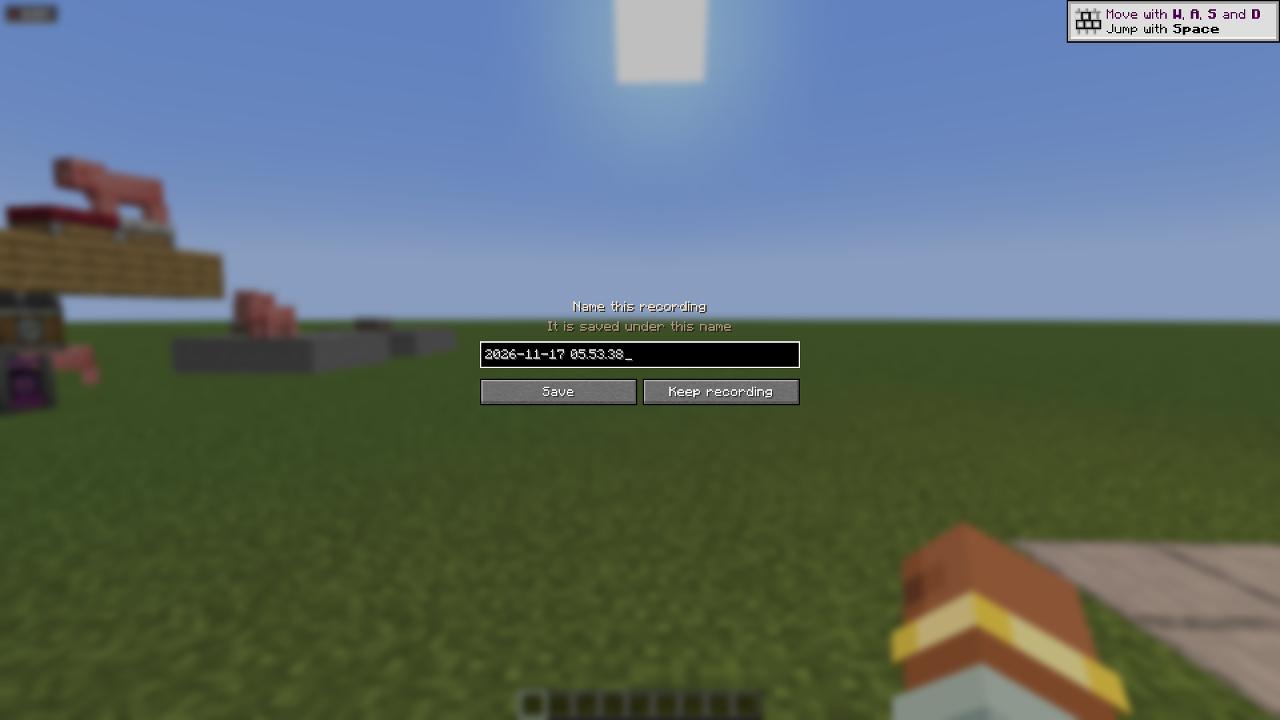 Move with W, A, S and D
Jump with Space
Name this recording
It is saved under this name
2026-11-17 05.53.38_
Save
Keep recording